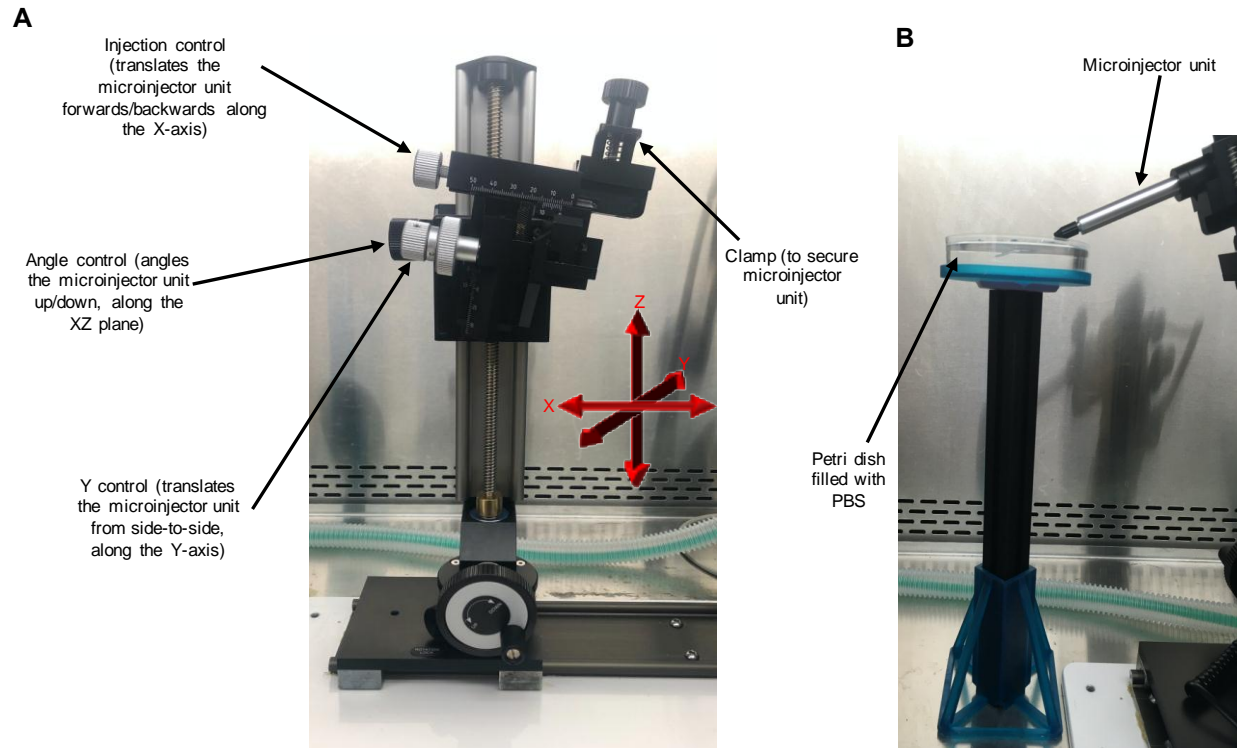 A
Injection control
(translates the
microinjector unit
forwards/backwards along
the X-axis)
Angle control (angles
the microinjector unit
up/down, along the
XZ plane)
Y control (translates
the microinjector unit
from side-to-side,
along the Y-axis)
50 40 30 20 10 0
10
Clamp (to secure
microinjector
unit)
Z
Y
X
B
Microinjector unit
Petri dish
filled with
PBS